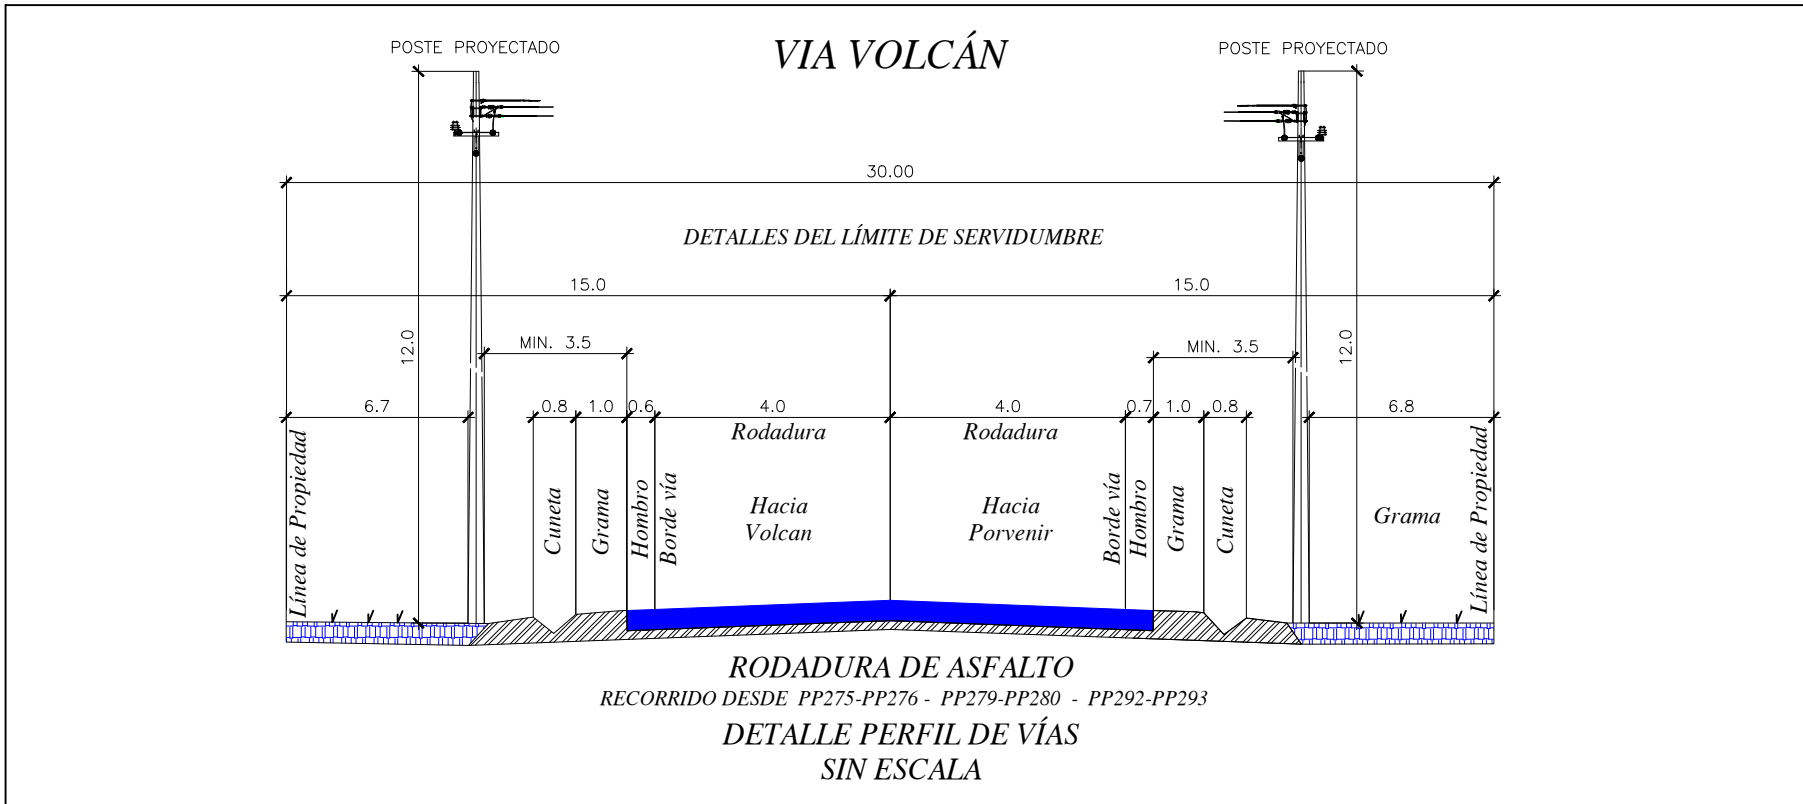 VIA VOLCÁN
POSTE PROYECTADO
POSTE PROYECTADO
30.00
DETALLES DEL LÍMITE DE SERVIDUMBRE
15.0
15.0
12.0
MIN. 3.5
MIN. 3.5
12.0
6.7
0.8
1.0
0.6
4.0
4.0
0.7
1.0
0.8
6.8
Rodadura
Rodadura
Línea de Propiedad
Cuneta
Grama
Hombro
Borde vía
Hacia
Volcan
Hacia
Porvenir
Borde vía
Hombro
Grama
Cuneta
Grama
Línea de Propiedad
RODADURA DE ASFALTO
RECORRIDO DESDE PP275-PP276 - PP279-PP280 - PP292-PP293
DETALLE PERFIL DE VÍAS
SIN ESCALA